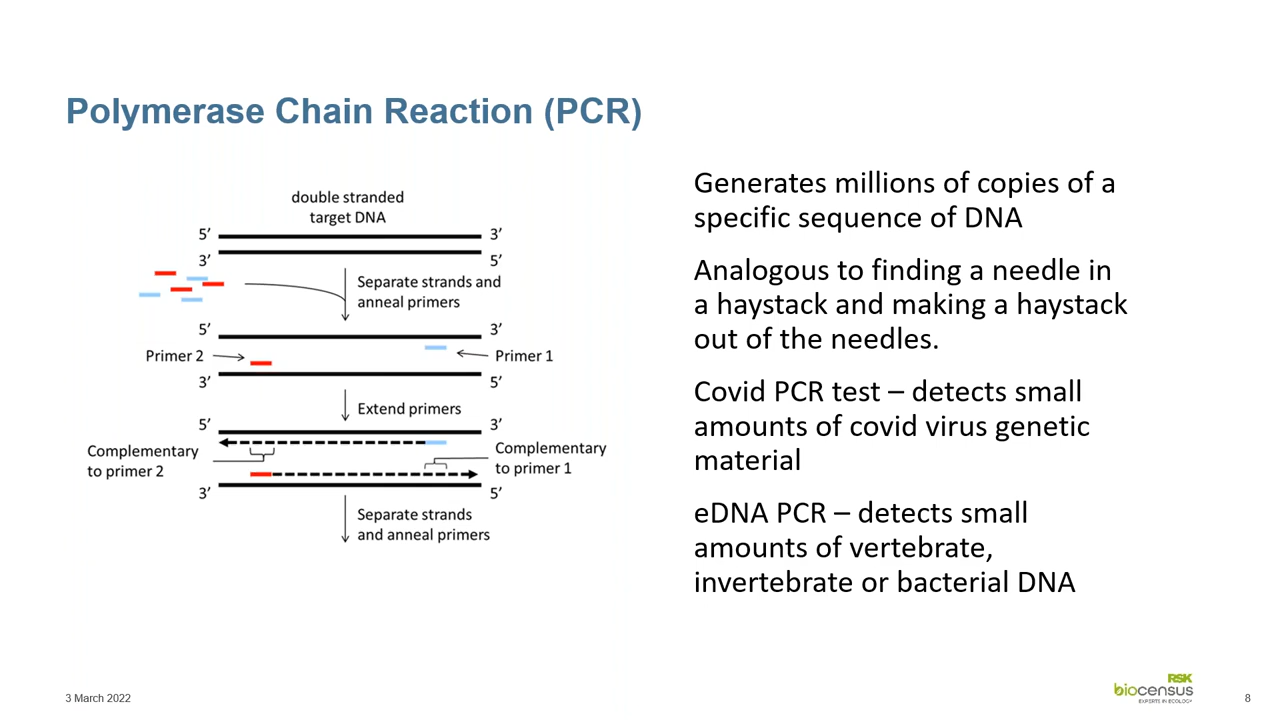 Polymerase Chain Reaction (PCR)
double stranded
target DNA
5’
3’
3’
5’
Separate strands and
anneal primers
5’
3’
Primer 2
Primer 1
3’
5’
Extend primers
5’
3’
Complementary
to primer 2
Complementary
to primer 1
3’
5’
Separate strands
and anneal primers
Generates millions of copies of a
specific sequence of DNA
Analogous to finding a needle in
a haystack and making a haystack
out of the needles.
Covid PCR test – detects small
amounts of covid virus genetic
material
eDNA PCR – detects small
amounts of vertebrate,
invertebrate or bacterial DNA
3 March 2022
RSK
biocensus
EXPERTS IN ECOLOGY
8